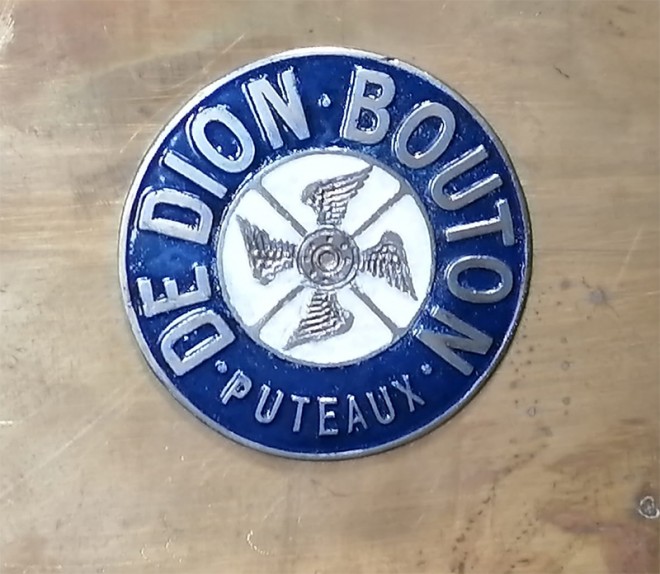 DE DION · BOUTON
· PUTEAUX ·